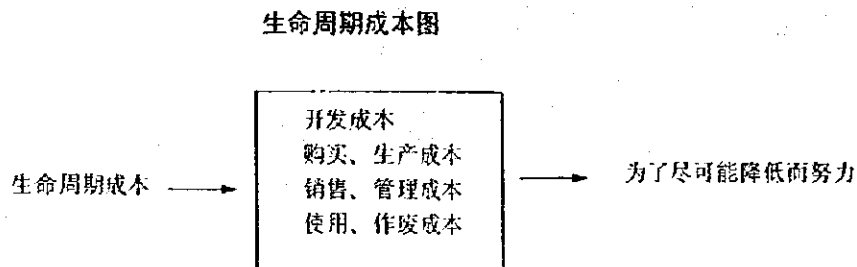 生命周期成本图
开发成本
购买、生产成本
生命周期成本
销售、管理成本
为了尽可能降低而努力
使用、作废成本